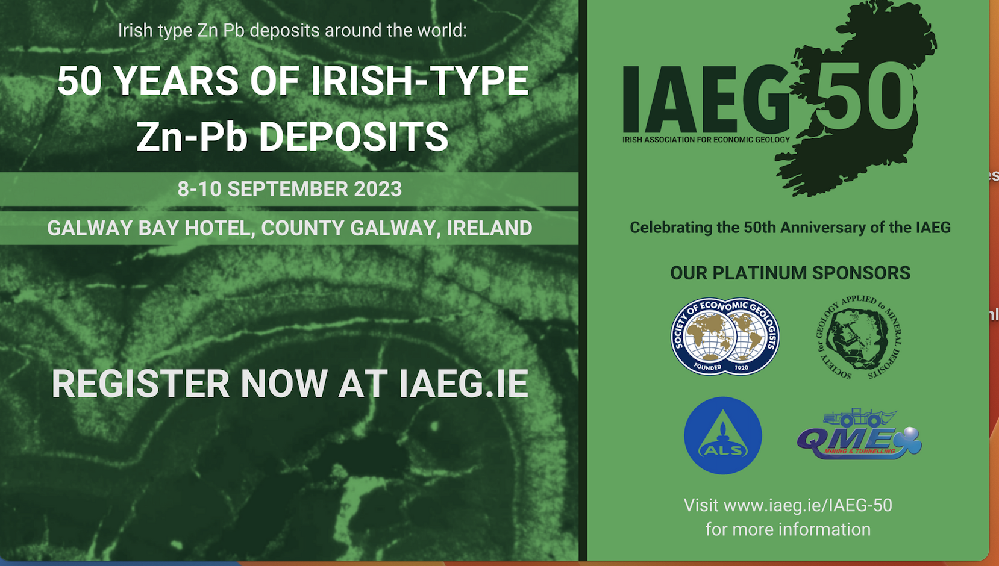 Irish type Zn Pb deposits around the world:
50 YEARS OF IRISH-TYPE
Zn-Pb DEPOSITS
8-10 SEPTEMBER 2023
GALWAY BAY HOTEL, COUNTY GALWAY, IRELAND
REGISTER NOW AT IAEG.IE
IAEG 50
IRISH ASSOCIATION FOR ECONOMIC GEOLOGY
Celebrating the 50th Anniversary of the IAEG
OUR PLATINUM SPONSORS
SOCIETY OF ECONOMIC GEOLOGISTS
FOUNDED 1920
SOCIETY for GEOLOGY APPLIED to MINERAL DEPOSITS
ALS
QME
MINING & TUNNELLING
Visit www.iaeg.ie/IAEG-50
for more information